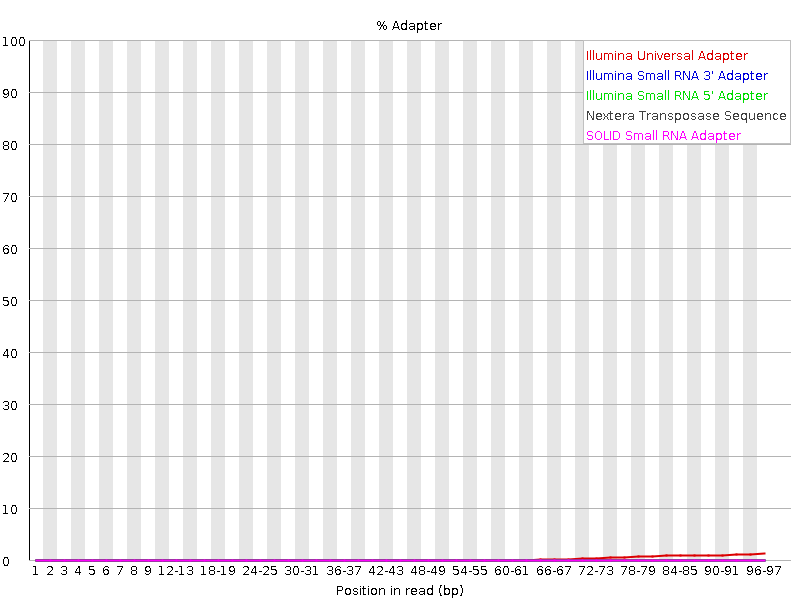 % Adapter
Illumina Universal Adapter
Illumina Small RNA 3' Adapter
Illumina Small RNA 5' Adapter
Nextera Transposase Sequence
SOLID Small RNA Adapter
100
90
80
70
60
50
40
30
20
10
0
1 2 3 4 5 6 7 8 9 12-13 18-19 24-25 30-31 36-37 42-43 48-49 54-55 60-61 66-67 72-73 78-79 84-85 90-91 96-97
Position in read (bp)